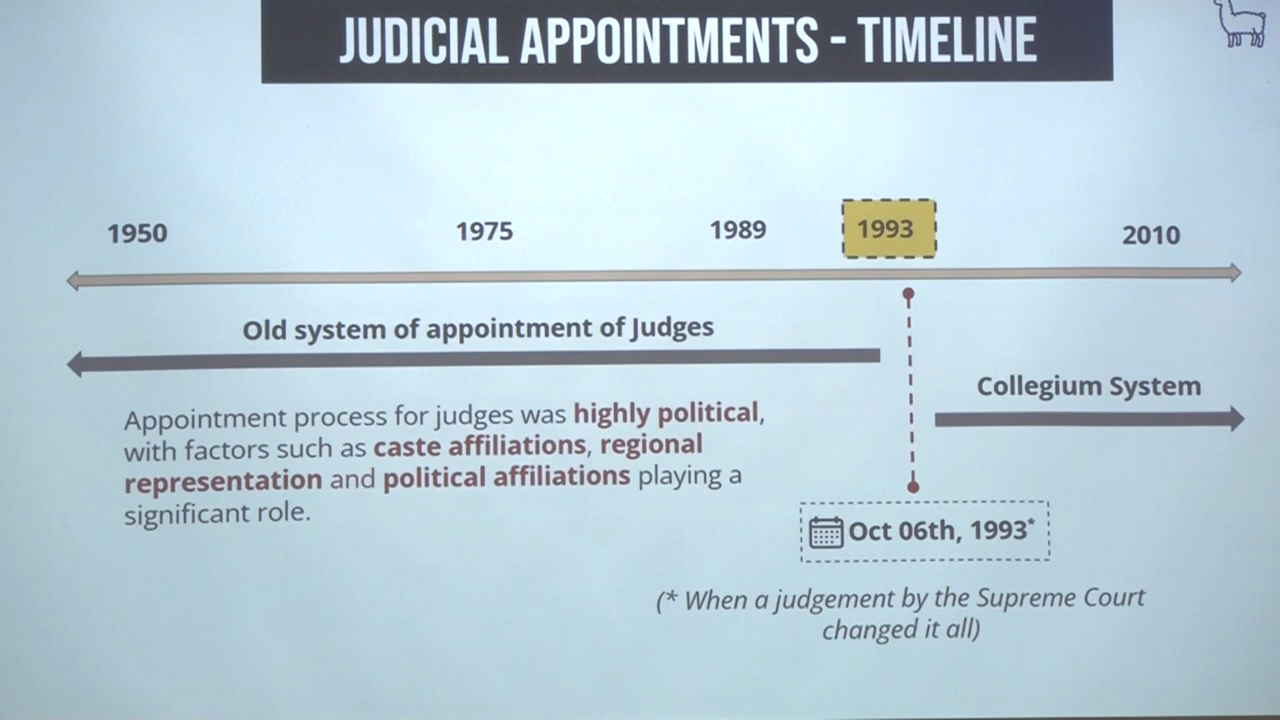 JUDICIAL APPOINTMENTS - TIMELINE
1950 1975 1989 1993 2010
Old system of appointment of Judges
Collegium System
Appointment process for judges was highly political,
with factors such as caste affiliations, regional
representation and political affiliations playing a
significant role.
Oct 06th, 1993*
(* When a judgement by the Supreme Court
changed it all)